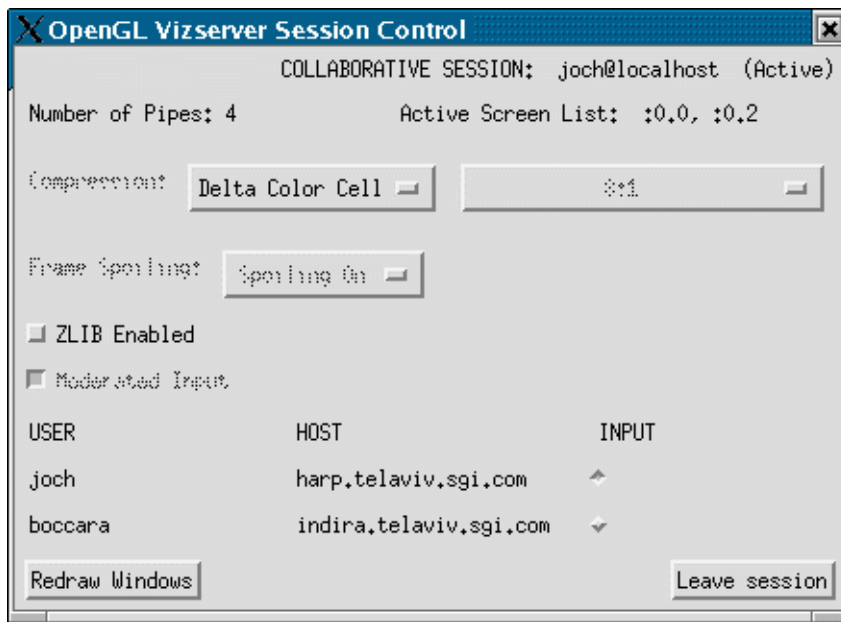 OpenGL Vizserver Session Control
COLLABORATIVE SESSION: joch@localhost (Active)
Number of Pipes: 4 Active Screen List: :0.0, :0.2
Compression: Delta Color Cell 8:1
Frame Spoiling: Spoiling On
ZLIB Enabled
Moderated Input
USER HOST INPUT
joch harp.telaviv.sgi.com
boccara indira.telaviv.sgi.com
Redraw Windows Leave session